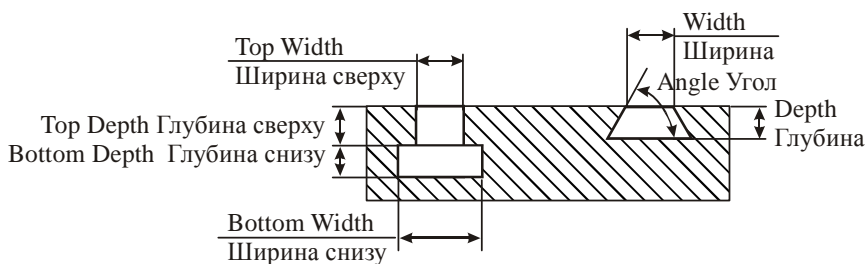 Top Width
Ширина сверху
Width
Ширина
Angle Угол
Top Depth Глубина сверху
Bottom Depth Глубина снизу
Depth
Глубина
Bottom Width
Ширина снизу